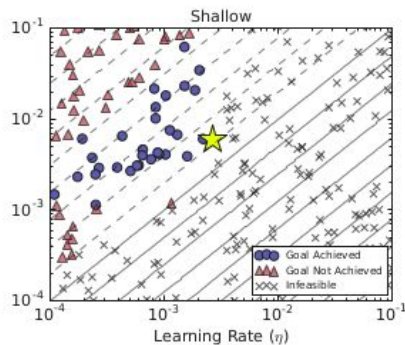 Shallow
10⁻¹
10⁻²
10⁻³
10⁻⁴
Goal Achieved
Goal Not Achieved
Infeasible
10⁻⁴ 10⁻³ 10⁻² 10⁻¹
Learning Rate (η)